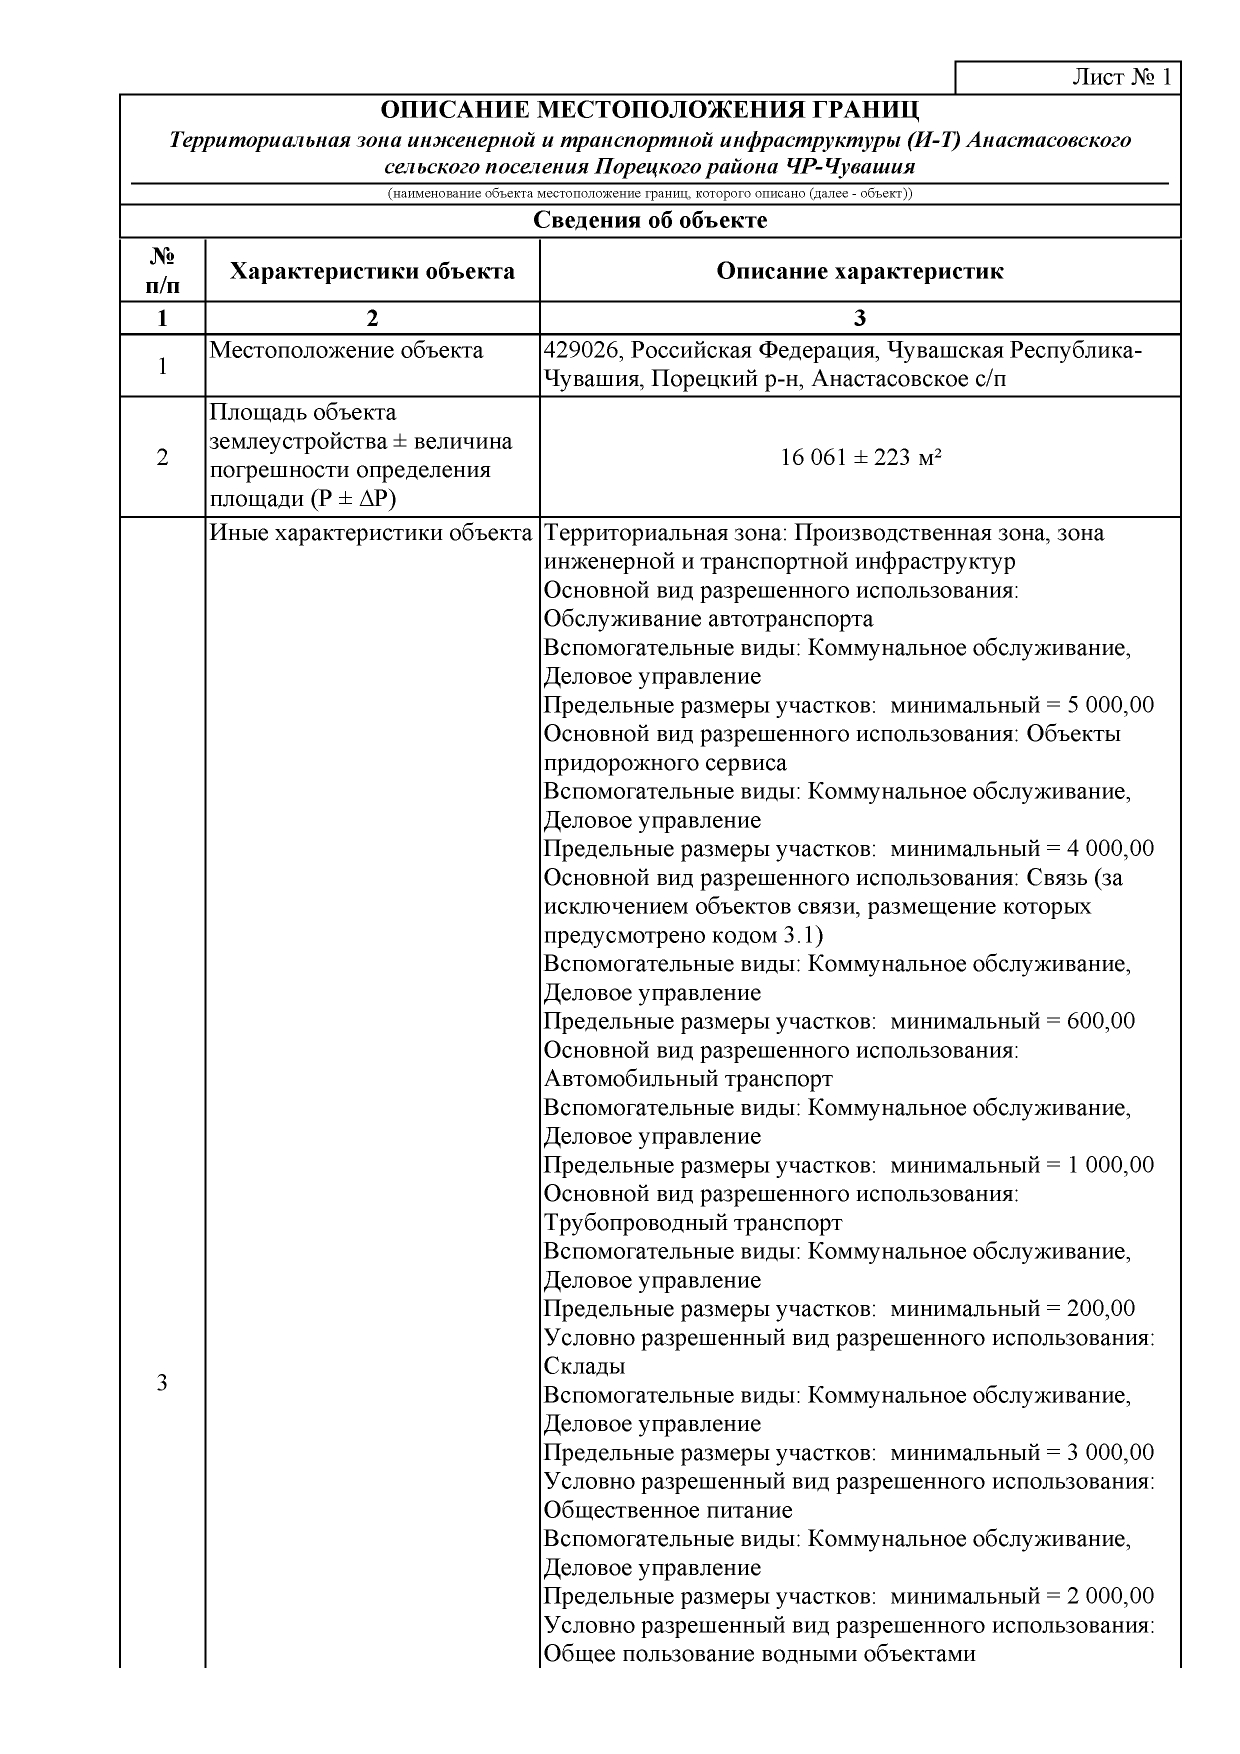 Лист № 1
ОПИСАНИЕ МЕСТОПОЛОЖЕНИЯ ГРАНИЦ
Территориальная зона инженерной и транспортной инфраструктуры (И-Т) Анастасовского
сельского поселения Порецкого района ЧР-Чувашия
(наименование объекта местоположение границ, которого описано (далее - объект))
Сведения об объекте
№
п/п
Характеристики объекта
Описание характеристик
1
2
3
1
Местоположение объекта
429026, Российская Федерация, Чувашская Республика-
Чувашия, Порецкий р-н, Анастасовское с/п
2
Площадь объекта
землеустройства ± величина
погрешности определения
площади (P ± ∆P)
16 061 ± 223 м²
3
Иные характеристики объекта
Территориальная зона: Производственная зона, зона
инженерной и транспортной инфраструктур
Основной вид разрешенного использования:
Обслуживание автотранспорта
Вспомогательные виды: Коммунальное обслуживание,
Деловое управление
Предельные размеры участков:  минимальный = 5 000,00
Основной вид разрешенного использования: Объекты
придорожного сервиса
Вспомогательные виды: Коммунальное обслуживание,
Деловое управление
Предельные размеры участков:  минимальный = 4 000,00
Основной вид разрешенного использования: Связь (за
исключением объектов связи, размещение которых
предусмотрено кодом 3.1)
Вспомогательные виды: Коммунальное обслуживание,
Деловое управление
Предельные размеры участков:  минимальный = 600,00
Основной вид разрешенного использования:
Автомобильный транспорт
Вспомогательные виды: Коммунальное обслуживание,
Деловое управление
Предельные размеры участков:  минимальный = 1 000,00
Основной вид разрешенного использования:
Трубопроводный транспорт
Вспомогательные виды: Коммунальное обслуживание,
Деловое управление
Предельные размеры участков:  минимальный = 200,00
Условно разрешенный вид разрешенного использования:
Склады
Вспомогательные виды: Коммунальное обслуживание,
Деловое управление
Предельные размеры участков:  минимальный = 3 000,00
Условно разрешенный вид разрешенного использования:
Общественное питание
Вспомогательные виды: Коммунальное обслуживание,
Деловое управление
Предельные размеры участков:  минимальный = 2 000,00
Условно разрешенный вид разрешенного использования:
Общее пользование водными объектами